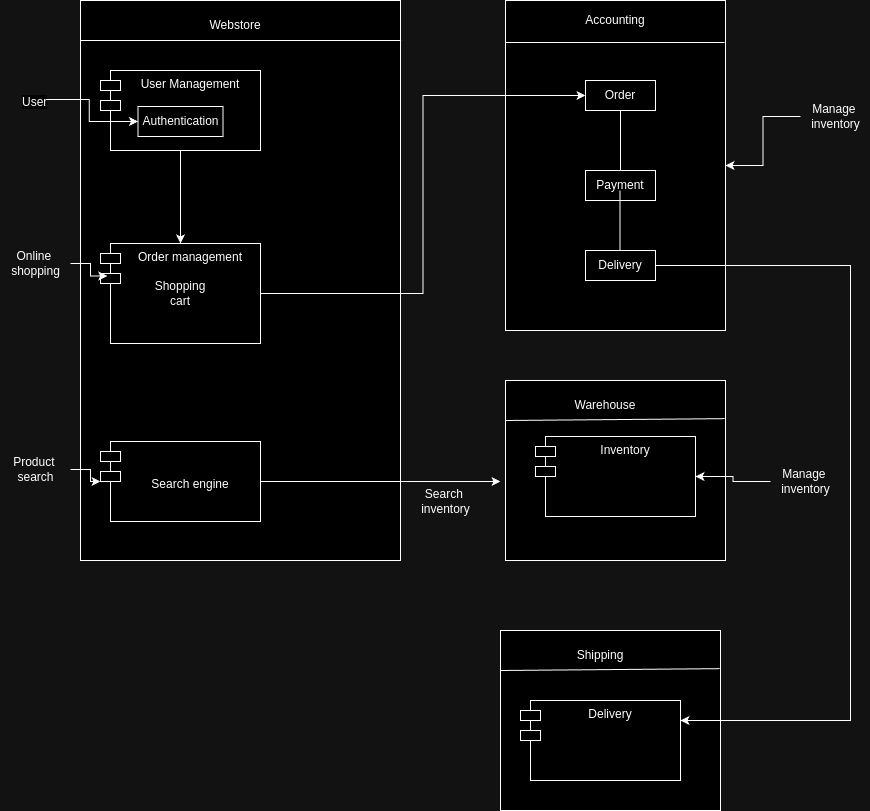 Webstore
Accounting
User Management
User
Authentication
Order
Manage
inventory
Payment
Online
shopping
Order management
Shopping
cart
Delivery
Warehouse
Product
search
Search engine
Search
inventory
Inventory
Manage
inventory
Shipping
Delivery